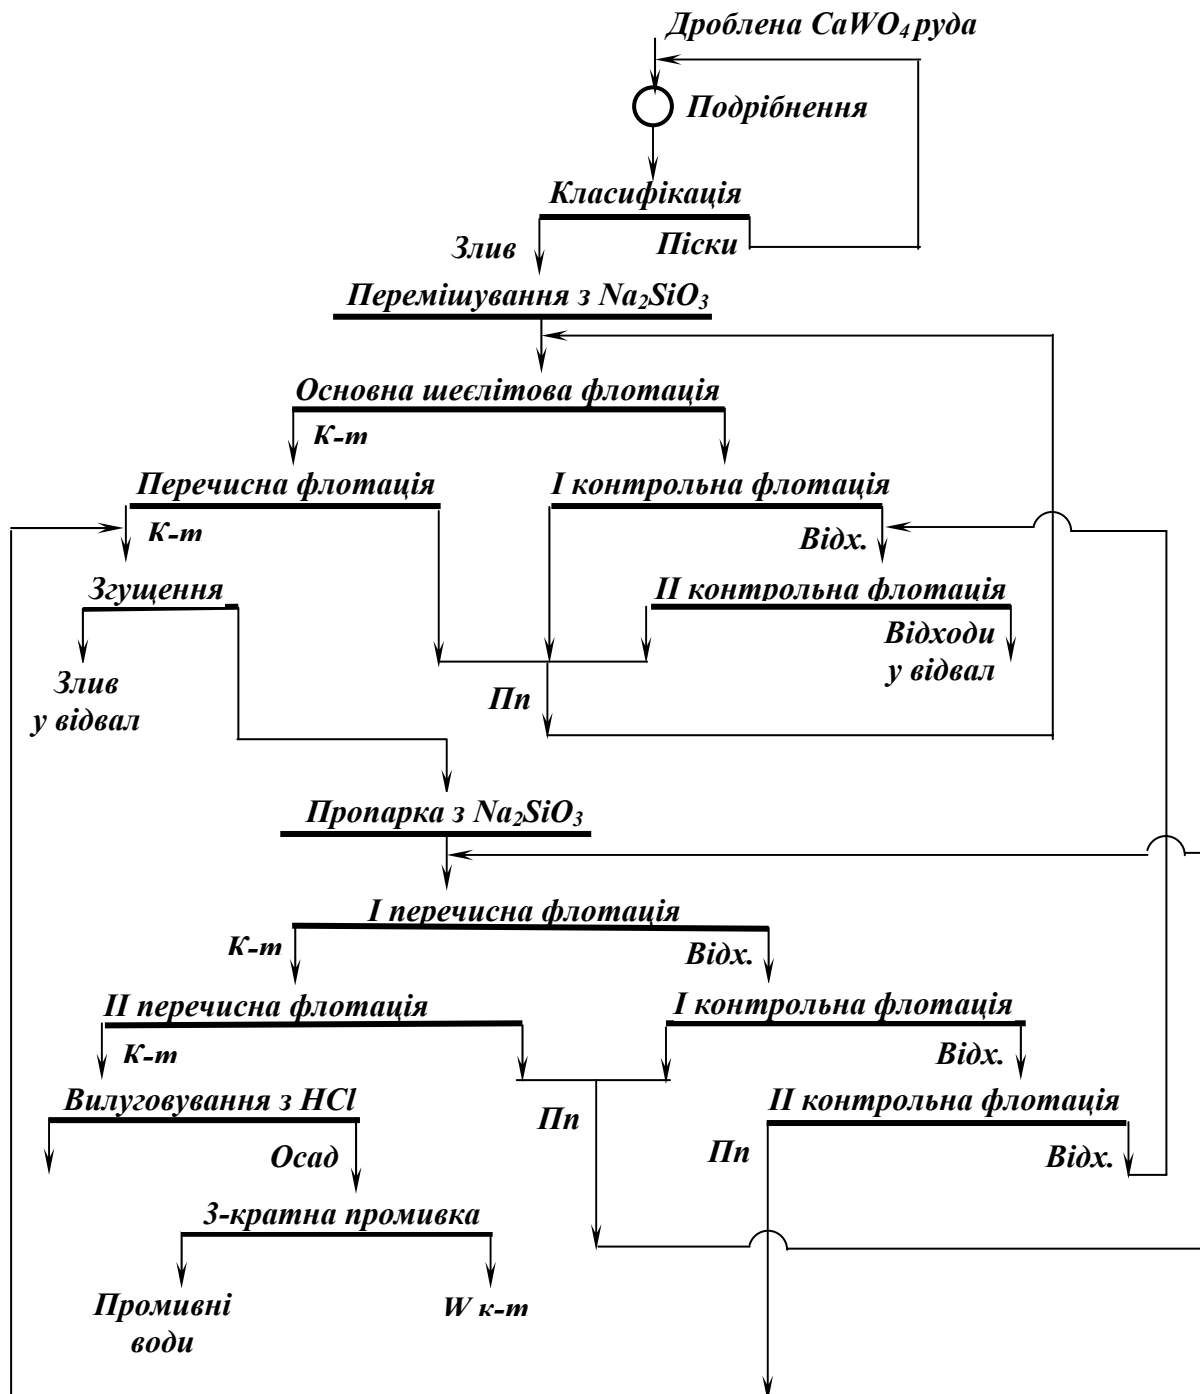 Дроблена CaWO₄ руда
Подрібнення
Класифікація
Злив
Піски
Перемішування з Na₂SiO₃
Основна шеєлітова флотація
К-т
Перечисна флотація
І контрольна флотація
К-т
Відх.
Згущення
ІІ контрольна флотація
Злив
у відвал
Відходи
у відвал
Пп
Пропарка з Na₂SiO₃
І перечисна флотація
К-т
Відх.
ІІ перечисна флотація
І контрольна флотація
К-т
Відх.
Вилуговування з HCl
ІІ контрольна флотація
Осад
Пп
Пп
Відх.
3-кратна промивка
Промивні
води
W к-т